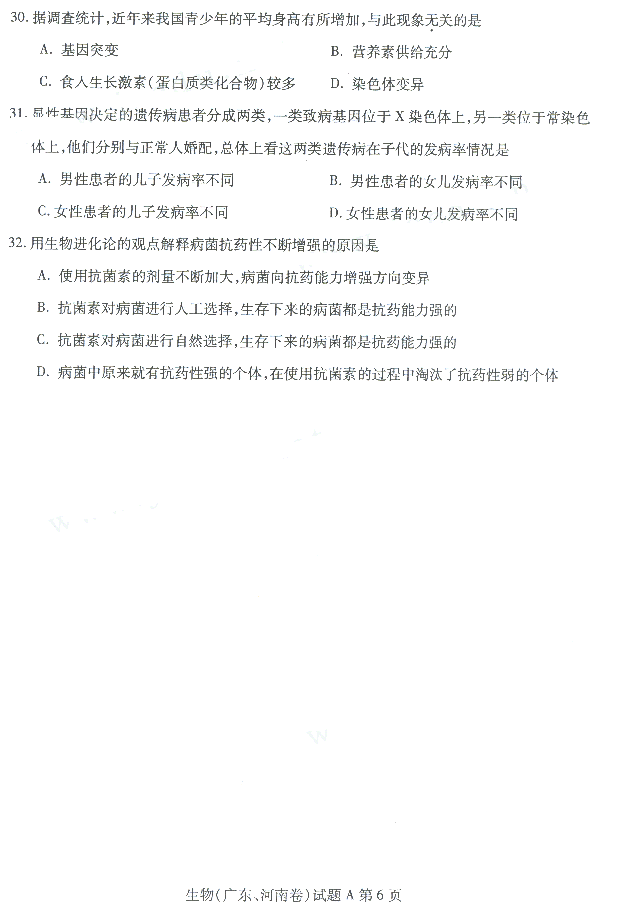 30. 据调查统计,近年来我国青少年的平均身高有所增加,与此现象无关的是
A. 基因突变 B. 营养素供给充分
C. 食入生长激素(蛋白质类化合物)较多 D. 染色体变异
31. 显性基因决定的遗传病患者分成两类,一类致病基因位于 X 染色体上,另一类位于常染色
体上,他们分别与正常人婚配,总体上看这两类遗传病在子代的发病率情况是
A. 男性患者的儿子发病率不同 B. 男性患者的女儿发病率不同
C. 女性患者的儿子发病率不同 D. 女性患者的女儿发病率不同
32. 用生物进化论的观点解释病菌抗药性不断增强的原因是
A. 使用抗菌素的剂量不断加大,病菌向抗药能力增强方向变异
B. 抗菌素对病菌进行人工选择,生存下来的病菌都是抗药能力强的
C. 抗菌素对病菌进行自然选择,生存下来的病菌都是抗药能力强的
D. 病菌中原来就有抗药性强的个体,在使用抗菌素的过程中淘汰了抗药性弱的个体
生物(广东、河南卷)试题 A 第 6 页